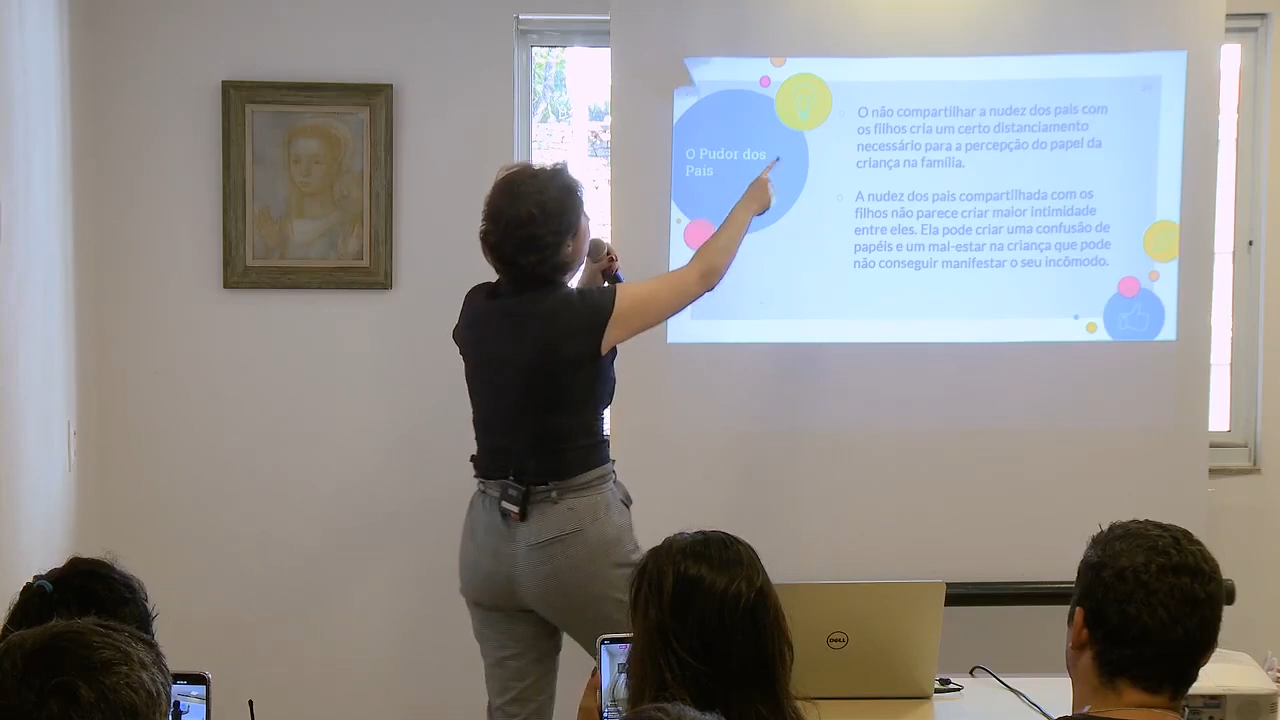 O Pudor dos
Pais
O não compartilhar a nudez dos pais com
os filhos cria um certo distanciamento
necessário para a percepção do papel da
criança na família.
A nudez dos pais compartilhada com os
filhos não parece criar maior intimidade
entre eles. Ela pode criar uma confusão de
papéis e um mal-estar na criança que pode
não conseguir manifestar o seu incômodo.
DELL